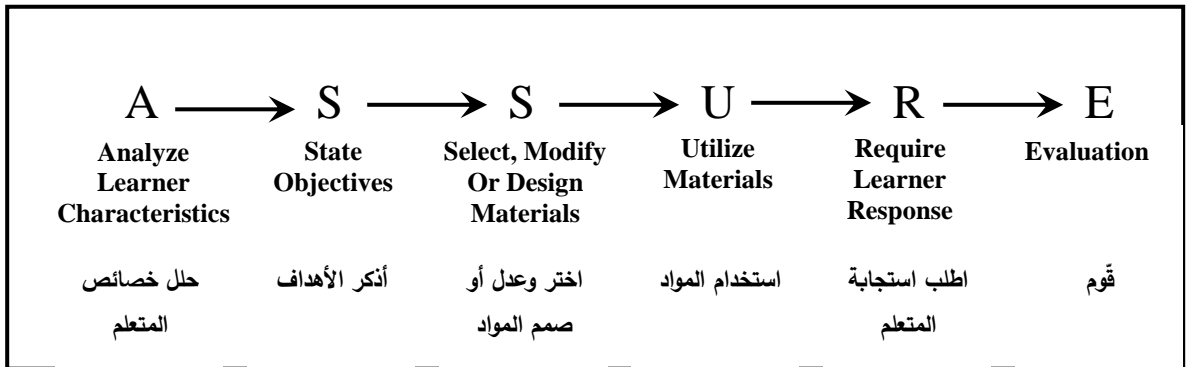 A S S U R E
Analyze
Learner
Characteristics
State
Objectives
Select, Modify
Or Design
Materials
Utilize
Materials
Require
Learner
Response
Evaluation
حلل خصائص
المتعلم
أذكر الأهداف
اختر وعدل أو
صمم المواد
استخدام المواد
اطلب استجابة
المتعلم
قّوم